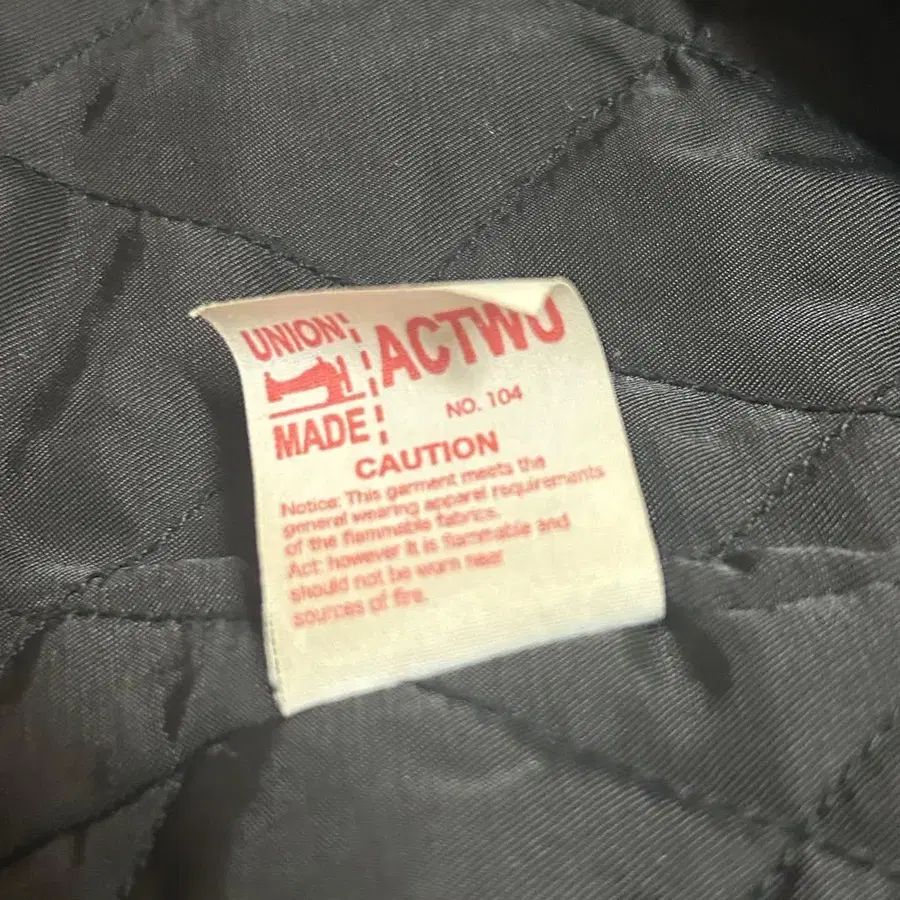 UNION
MADE
ACTWO
NO. 104
CAUTION
Notice: This garment meets the
general wearing apparel requirements
of the flammable fabrics.
Act: however it is flammable and
should not be worn near
sources of fire.